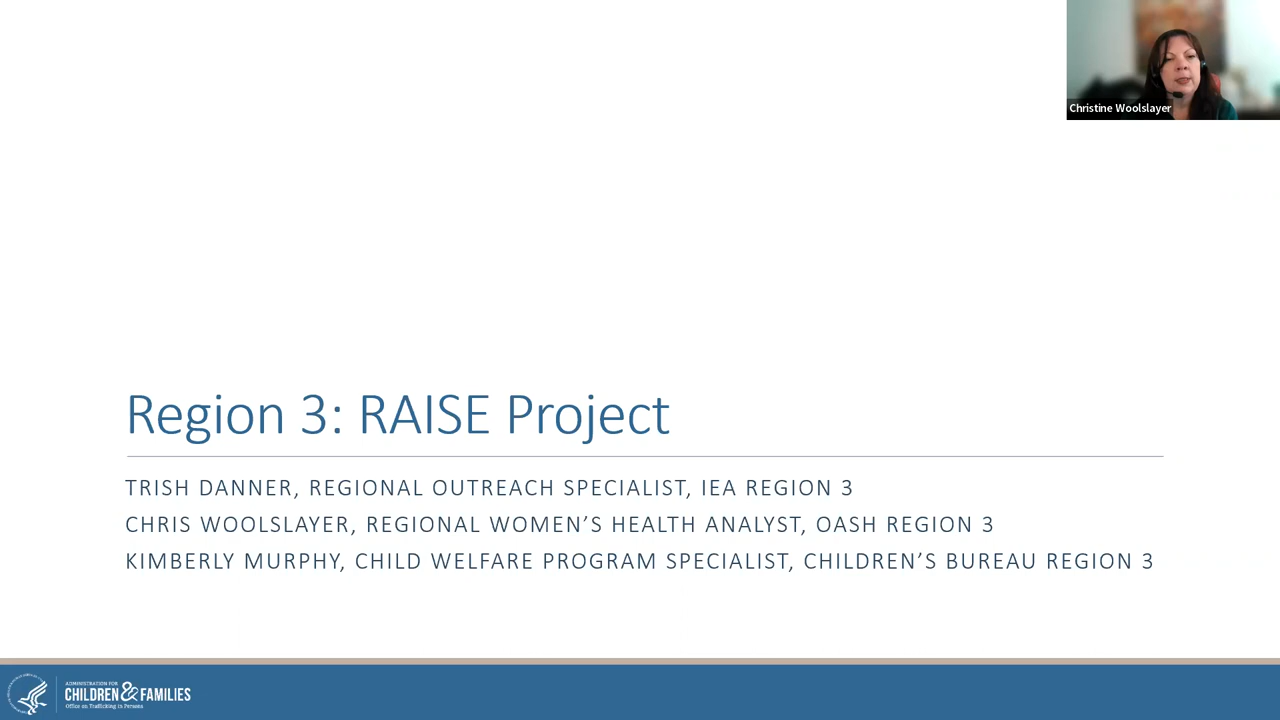 Christine Woolslayer
Region 3: RAISE Project
TRISH DANNER, REGIONAL OUTREACH SPECIALIST, IEA REGION 3
CHRIS WOOLSLAYER, REGIONAL WOMEN’S HEALTH ANALYST, OASH REGION 3
KIMBERLY MURPHY, CHILD WELFARE PROGRAM SPECIALIST, CHILDREN’S BUREAU REGION 3
ADMINISTRATION FOR
CHILDREN & FAMILIES
Office on Trafficking in Persons